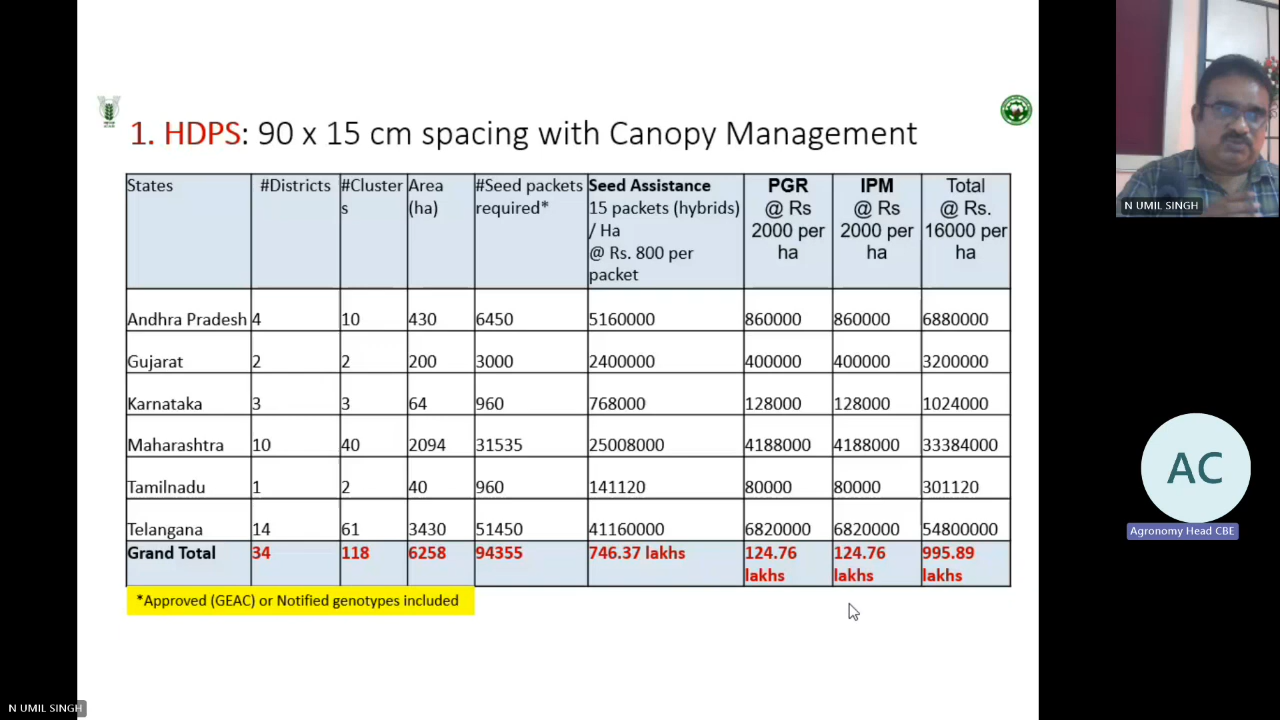 1. HDPS: 90 x 15 cm spacing with Canopy Management
States #Districts #Cluster Area #Seed packets Seed Assistance PGR IPM Total
s (ha) required* 15 packets (hybrids) @ Rs @ Rs @ Rs.
/ Ha 2000 per 2000 per 16000 per
@ Rs. 800 per ha ha ha
packet
Andhra Pradesh 4 10 430 6450 5160000 860000 860000 6880000
Gujarat 2 2 200 3000 2400000 400000 400000 3200000
Karnataka 3 3 64 960 768000 128000 128000 1024000
Maharashtra 10 40 2094 31535 25008000 4188000 4188000 33384000
Tamilnadu 1 2 40 960 141120 80000 80000 301120
Telangana 14 61 3430 51450 41160000 6820000 6820000 54800000
Grand Total 34 118 6258 94355 746.37 lakhs 124.76 124.76 995.89
lakhs lakhs lakhs
*Approved (GEAC) or Notified genotypes included
N UMIL SINGH
AC
Agronomy Head CBE
N UMIL SINGH